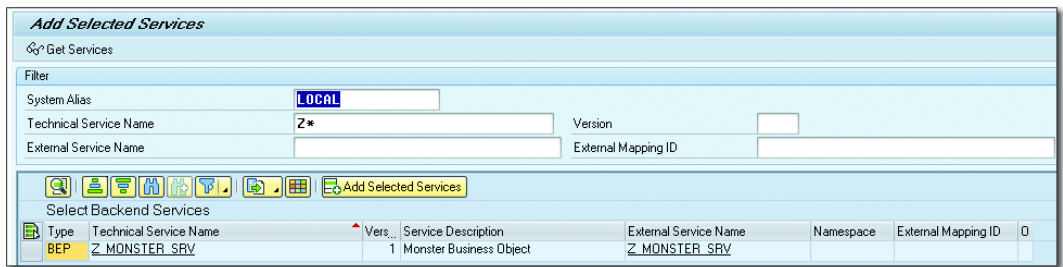 Add Selected Services
Get Services
Filter
System Alias LOCAL
Technical Service Name Z* Version
External Service Name External Mapping ID
Add Selected Services
Select Backend Services
Type Technical Service Name Vers... Service Description External Service Name Namespace External Mapping ID O
BEP Z_MONSTER_SRV 1 Monster Business Object Z_MONSTER_SRV